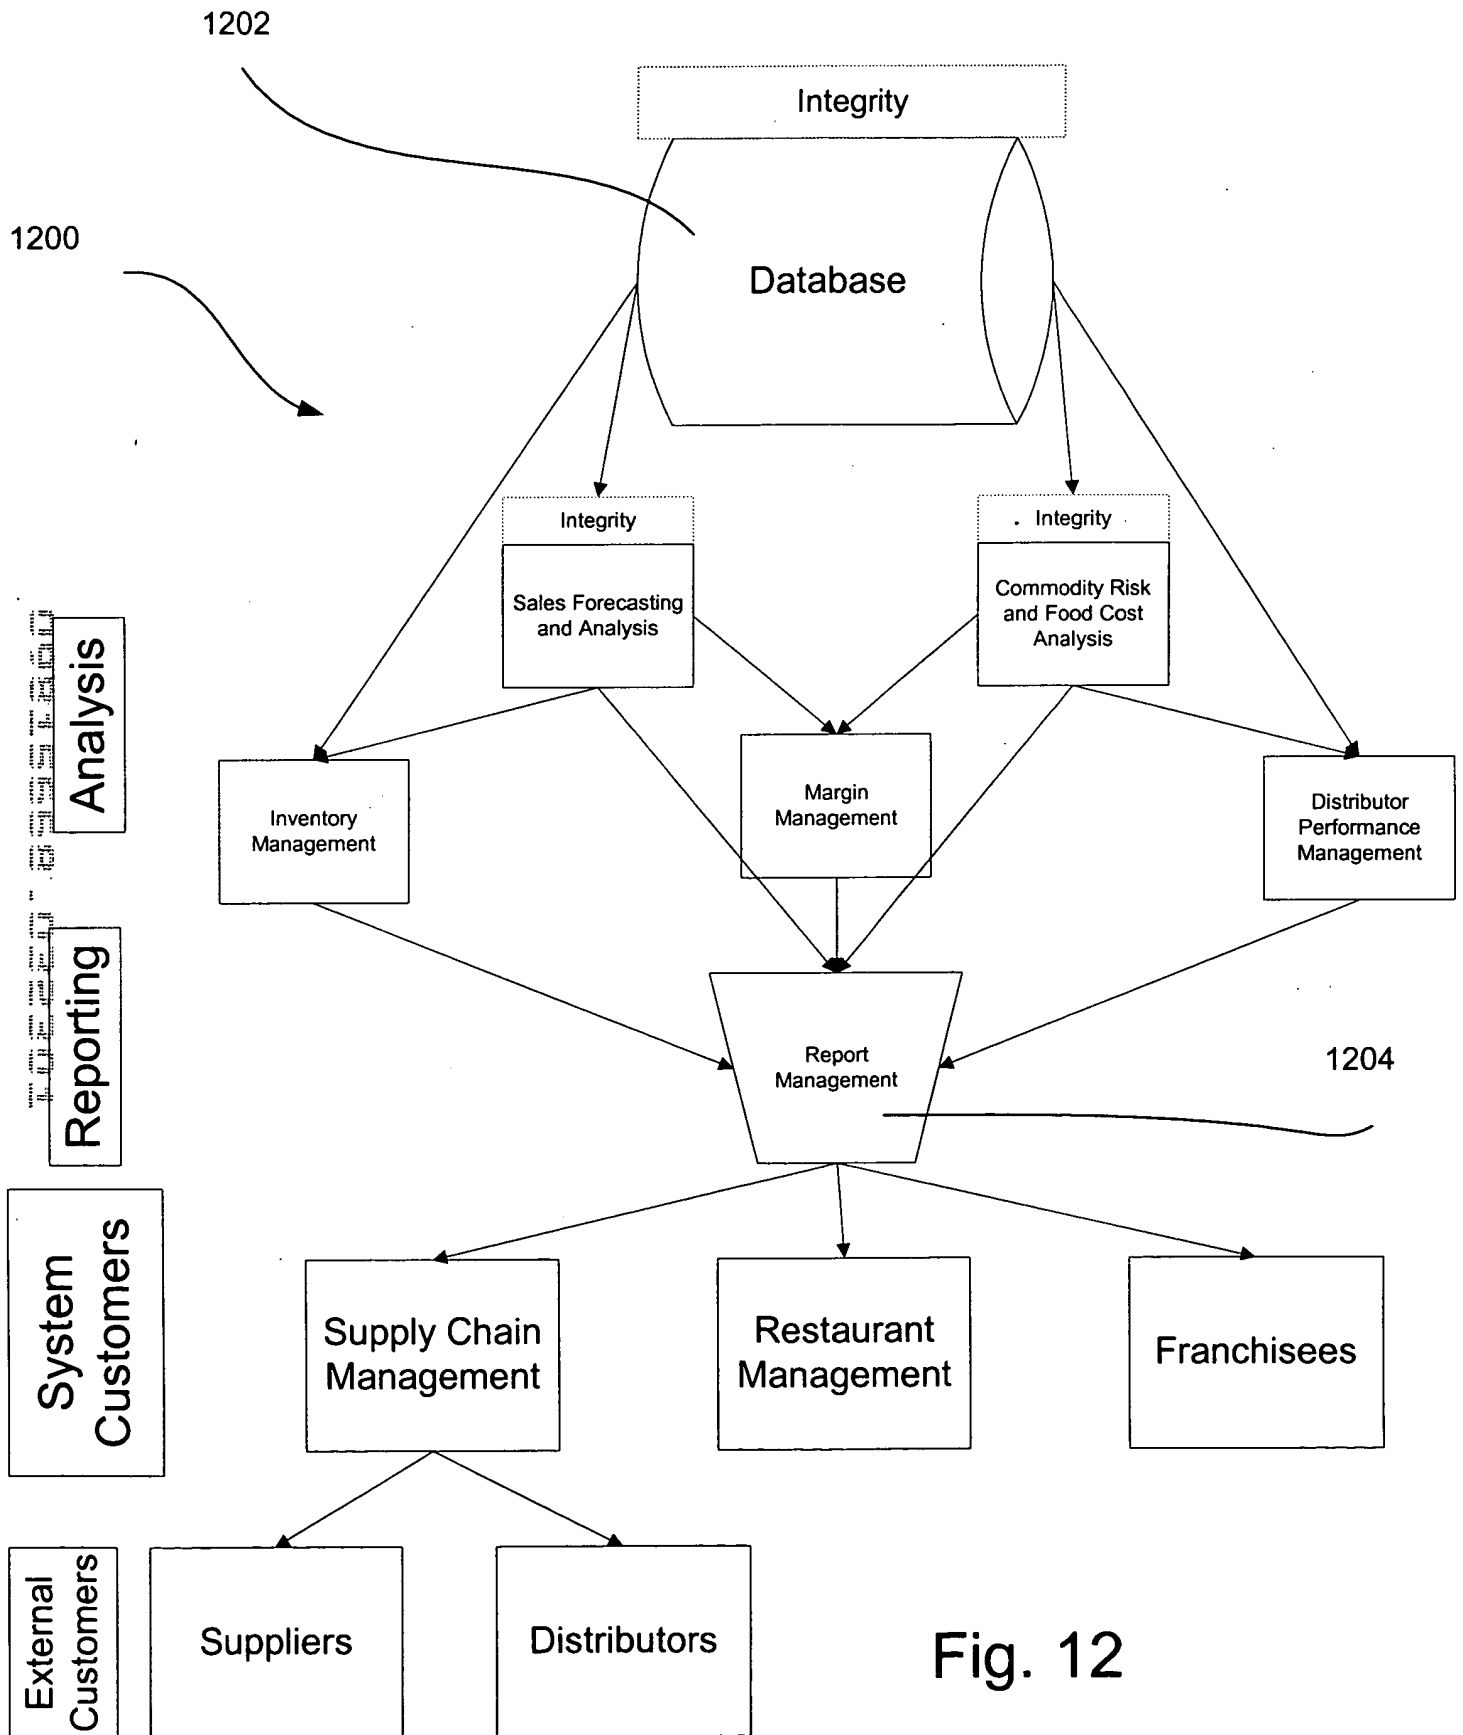 1202
Integrity
1200
Database
Integrity
Integrity
Sales Forecasting
and Analysis
Commodity Risk
and Food Cost
Analysis
Analysis
Inventory
Management
Margin
Management
Distributor
Performance
Management
Reporting
Report
Management
1204
System
Customers
Supply Chain
Management
Restaurant
Management
Franchisees
External
Customers
Suppliers
Distributors
Fig. 12